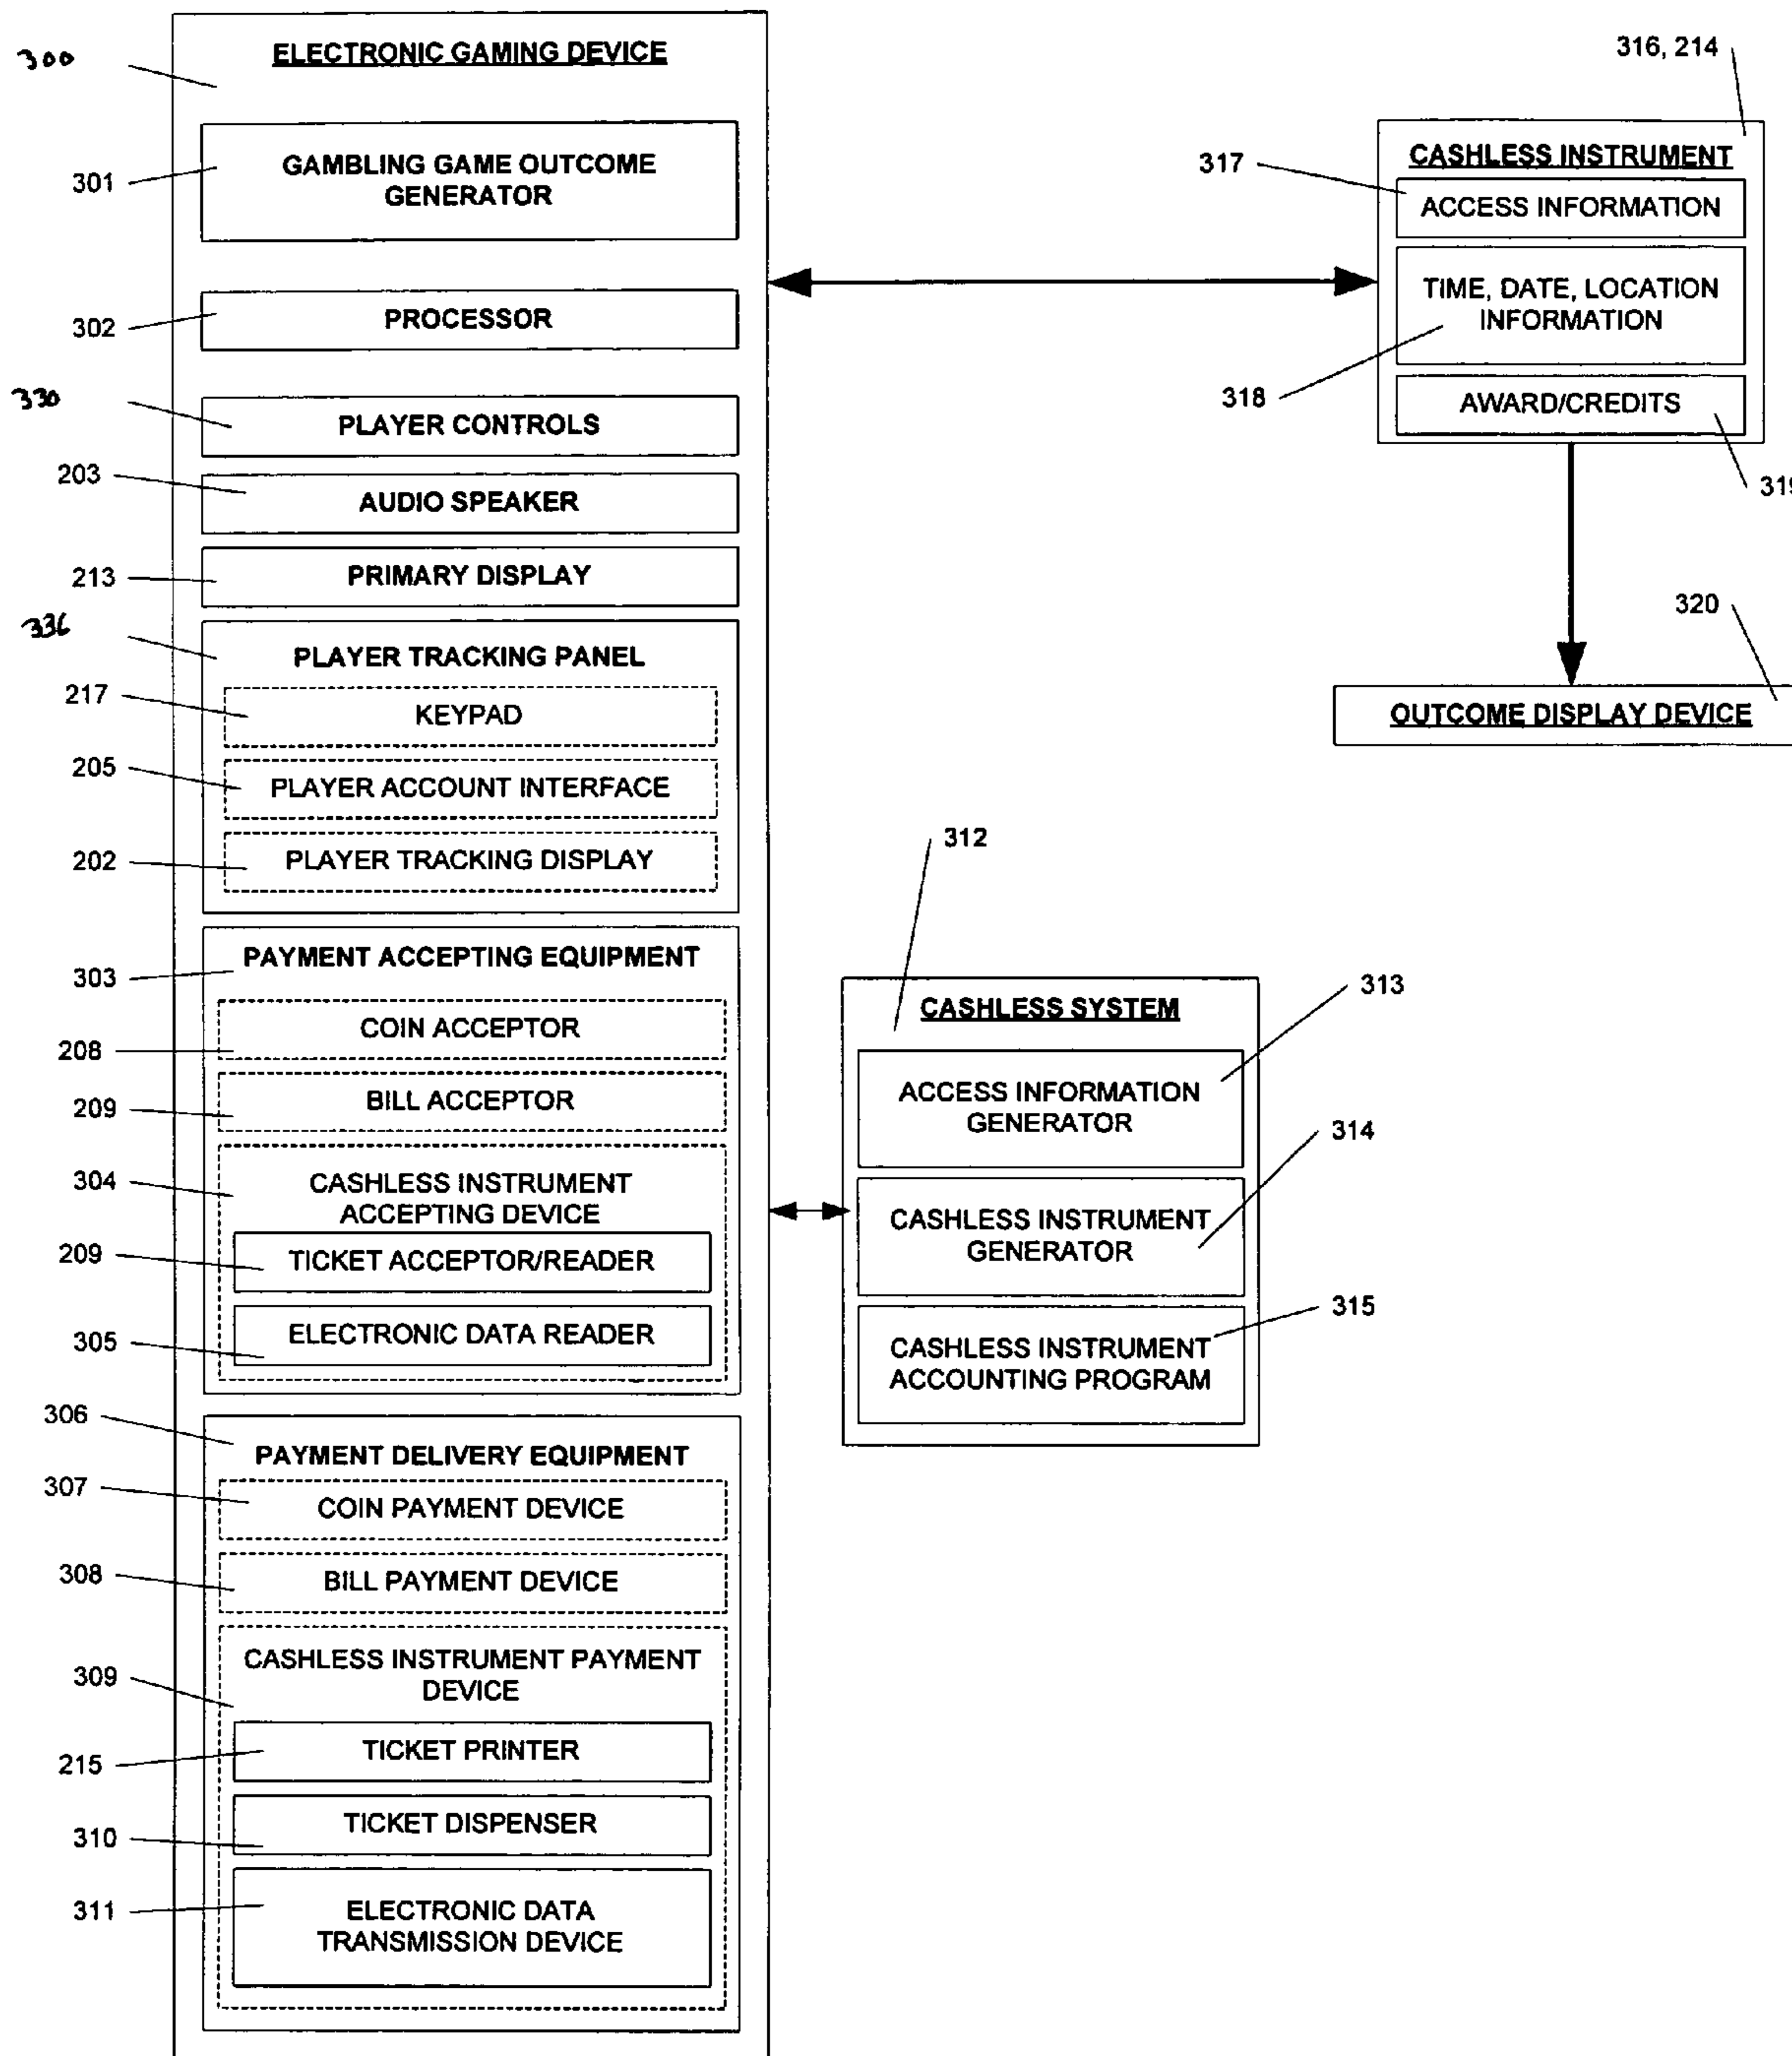 300
ELECTRONIC GAMING DEVICE
301
GAMBLING GAME OUTCOME
GENERATOR
302
PROCESSOR
330
PLAYER CONTROLS
203
AUDIO SPEAKER
213
PRIMARY DISPLAY
336
PLAYER TRACKING PANEL
217
KEYPAD
205
PLAYER ACCOUNT INTERFACE
202
PLAYER TRACKING DISPLAY
303
PAYMENT ACCEPTING EQUIPMENT
208
COIN ACCEPTOR
209
BILL ACCEPTOR
304
CASHLESS INSTRUMENT
ACCEPTING DEVICE
209
TICKET ACCEPTOR/READER
305
ELECTRONIC DATA READER
306
PAYMENT DELIVERY EQUIPMENT
307
COIN PAYMENT DEVICE
308
BILL PAYMENT DEVICE
309
CASHLESS INSTRUMENT PAYMENT
DEVICE
215
TICKET PRINTER
310
TICKET DISPENSER
311
ELECTRONIC DATA
TRANSMISSION DEVICE
316, 214
CASHLESS INSTRUMENT
317
ACCESS INFORMATION
TIME, DATE, LOCATION
INFORMATION
318
AWARD/CREDITS
319
320
OUTCOME DISPLAY DEVICE
312
CASHLESS SYSTEM
313
ACCESS INFORMATION
GENERATOR
314
CASHLESS INSTRUMENT
GENERATOR
315
CASHLESS INSTRUMENT
ACCOUNTING PROGRAM